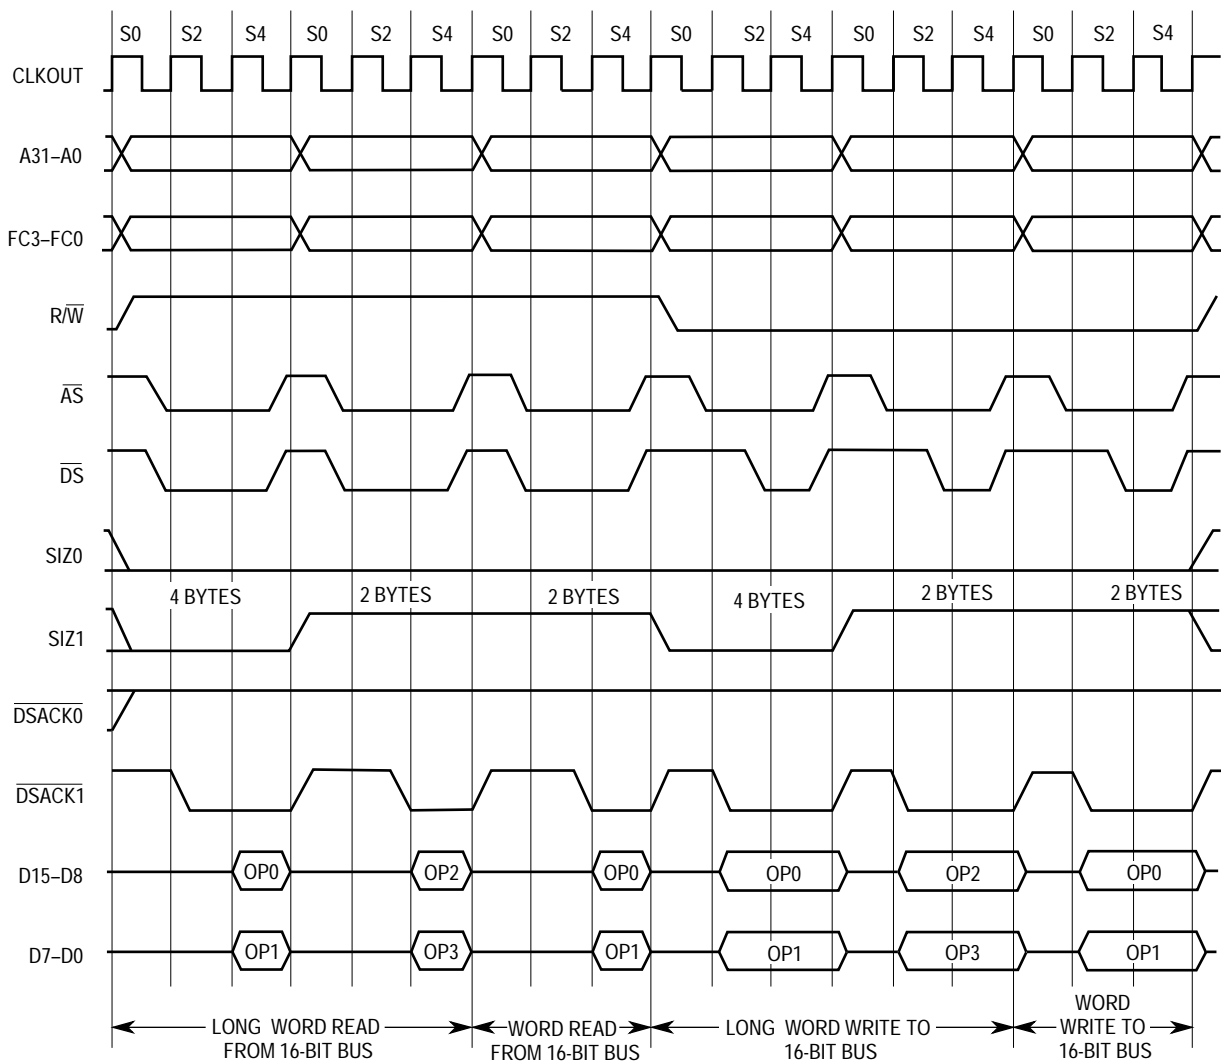 S0 S2 S4 S0 S2 S4 S0 S2 S4 S0 S2 S4 S0 S2 S4 S0 S2 S4
CLKOUT
A31–A0
FC3–FC0
R/W
AS
DS
SIZ0
4 BYTES 2 BYTES 2 BYTES 4 BYTES 2 BYTES 2 BYTES
SIZ1
DSACK0
DSACK1
D15–D8 OP0 OP2 OP0 OP0 OP2 OP0
D7–D0 OP1 OP3 OP1 OP1 OP3 OP1
LONG WORD READ
FROM 16-BIT BUS
WORD READ
FROM 16-BIT BUS
LONG WORD WRITE TO
16-BIT BUS
WORD
WRITE TO
16-BIT BUS